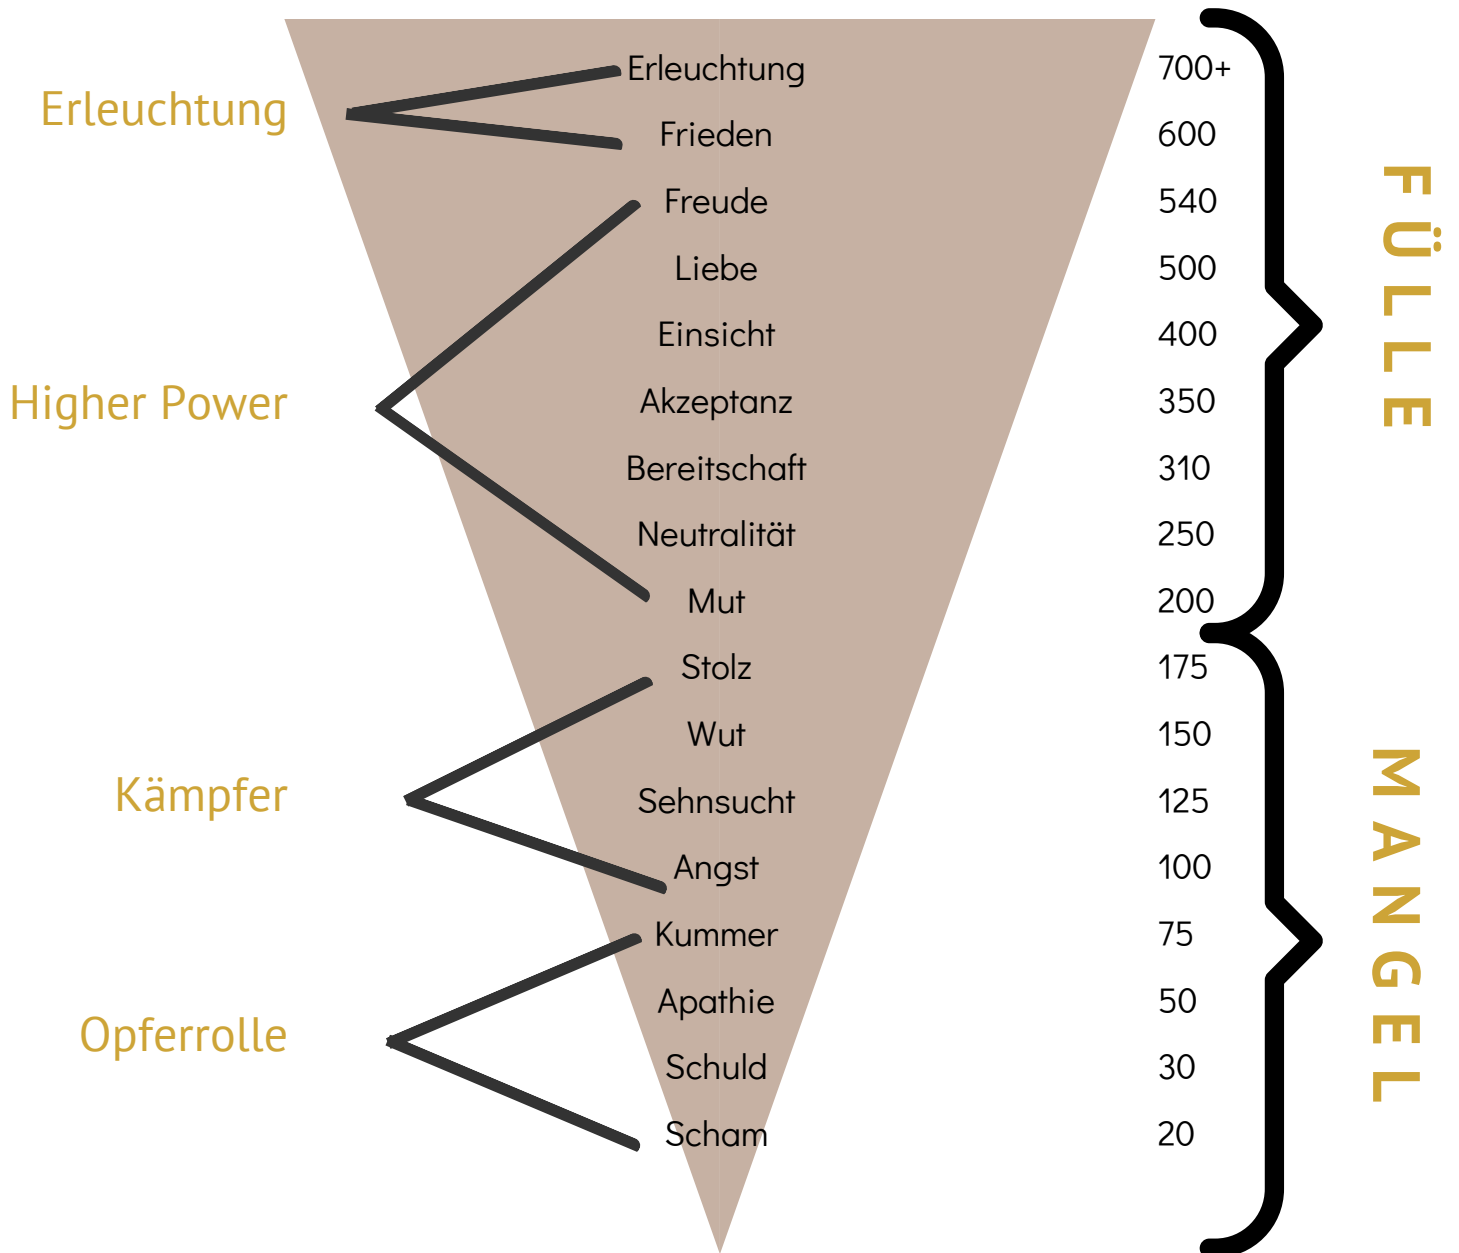 Erleuchtung 700+
Erleuchtung
Frieden 600
Freude 540
Liebe 500
Einsicht 400
Higher Power
Akzeptanz 350
Bereitschaft 310
Neutralität 250
Mut 200
FÜLLE
Stolz 175
Wut 150
Kämpfer
Sehnsucht 125
Angst 100
Kummer 75
Apathie 50
Opferrolle
Schuld 30
Scham 20
MANGEL